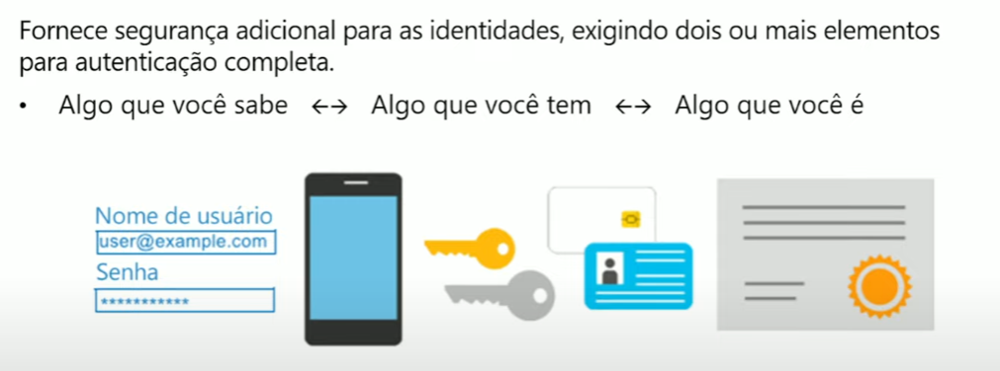 Fornece segurança adicional para as identidades, exigindo dois ou mais elementos
para autenticação completa.
• Algo que você sabe ↔ Algo que você tem ↔ Algo que você é
Nome de usuário
user@example.com
Senha
***********